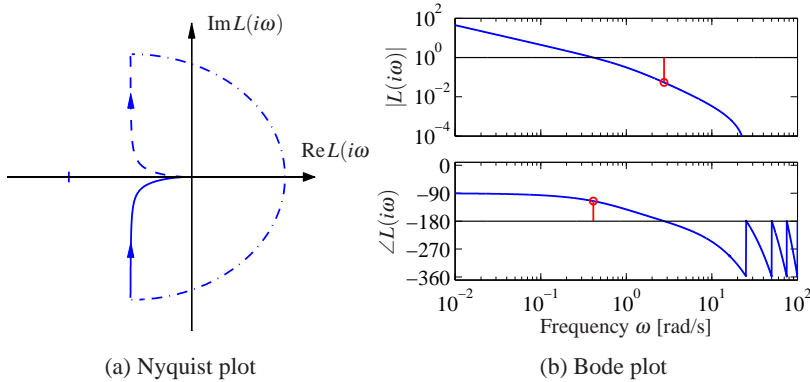 Im L(iω)
Re L(iω
(a) Nyquist plot
|L(iω)|
10^2
10^0
10^-2
10^-4
∠L(iω)
0
−90
−180
−270
−360
10^-2
10^-1
10^0
10^1
10^2
Frequency ω [rad/s]
(b) Bode plot